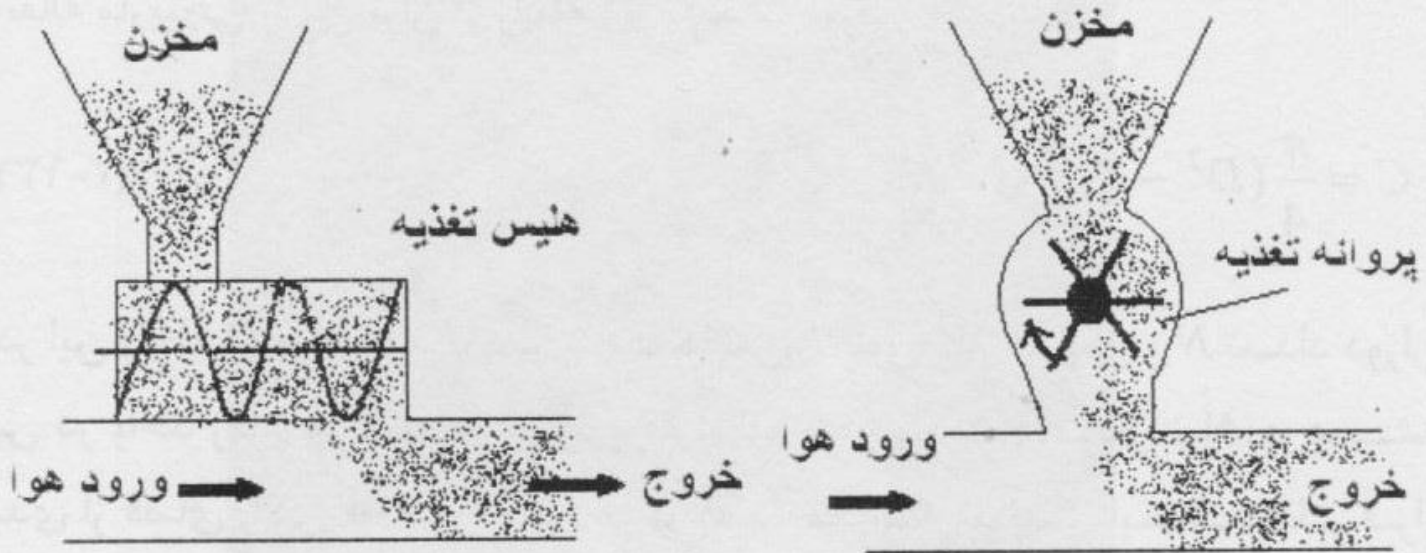 مخزن
مخزن
هلیس تغذیه
پروانه تغذیه
ورود هوا
خروج
ورود هوا
خروج